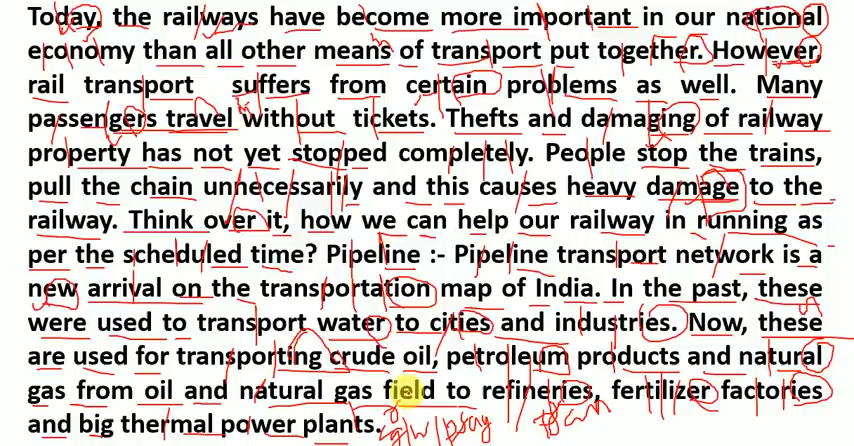 Today, the railways have become more important in our national
economy than all other means of transport put together. However,
rail transport suffers from certain problems as well. Many
passengers travel without tickets. Thefts and damaging of railway
property has not yet stopped completely. People stop the trains,
pull the chain unnecessarily and this causes heavy damage to the
railway. Think over it, how we can help our railway in running as
per the scheduled time? Pipeline :- Pipeline transport network is a
new arrival on the transportation map of India. In the past, these
were used to transport water to cities and industries. Now, these
are used for transporting crude oil, petroleum products and natural
gas from oil and natural gas field to refineries, fertilizer factories
and big thermal power plants.